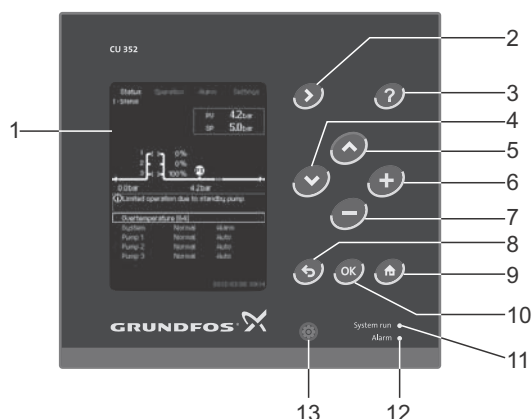 CU 352
Status Operation Alarm Settings
1 - Status
PV 4.2bar
SP 5.0bar
1 0%
2 0%
3 100%
0.0bar 4.2bar
Limited operation due to standby pump
Overtemperature [64]
System Normal Alarm
Pump 1 Normal Auto
Pump 2 Normal Auto
Pump 3 Normal Auto
?
OK
GRUNDFOS
System run
Alarm
1
2
3
4
5
6
7
8
9
10
11
12
13